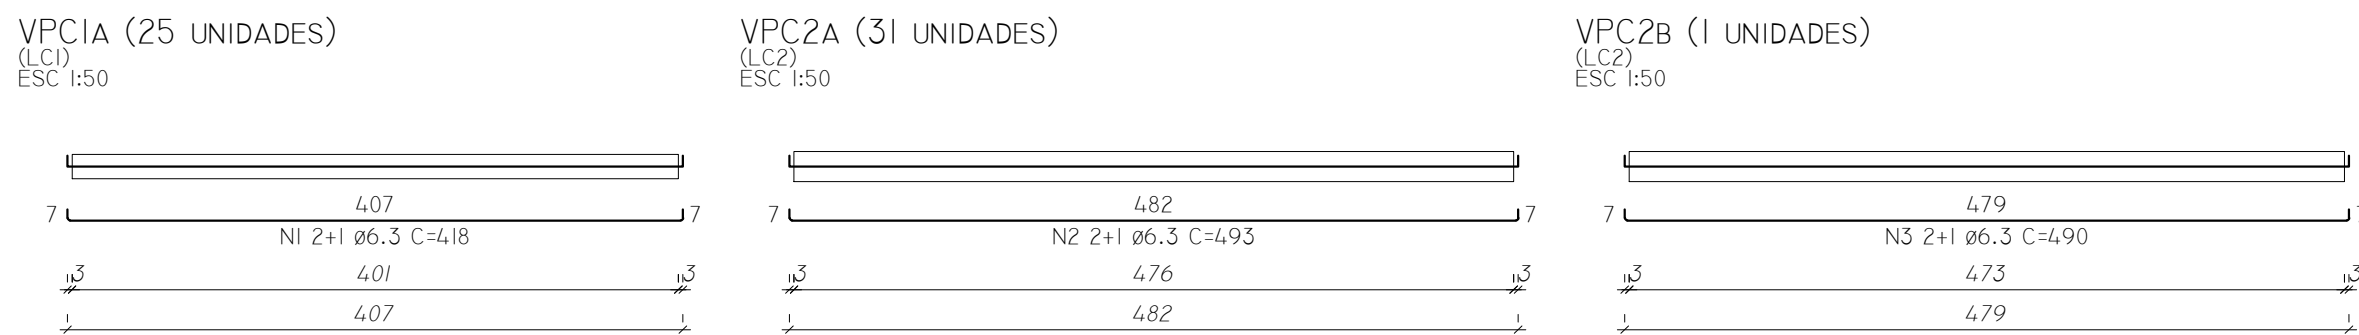 VPC1A (25 UNIDADES)
(LC1)
ESC 1:50
407
7 7
N1 2+1 ø6.3 C=418
3 401 3
407
VPC2A (31 UNIDADES)
(LC2)
ESC 1:50
482
7 7
N2 2+1 ø6.3 C=493
3 476 3
482
VPC2B (1 UNIDADES)
(LC2)
ESC 1:50
479
7 7
N3 2+1 ø6.3 C=490
3 473 3
479